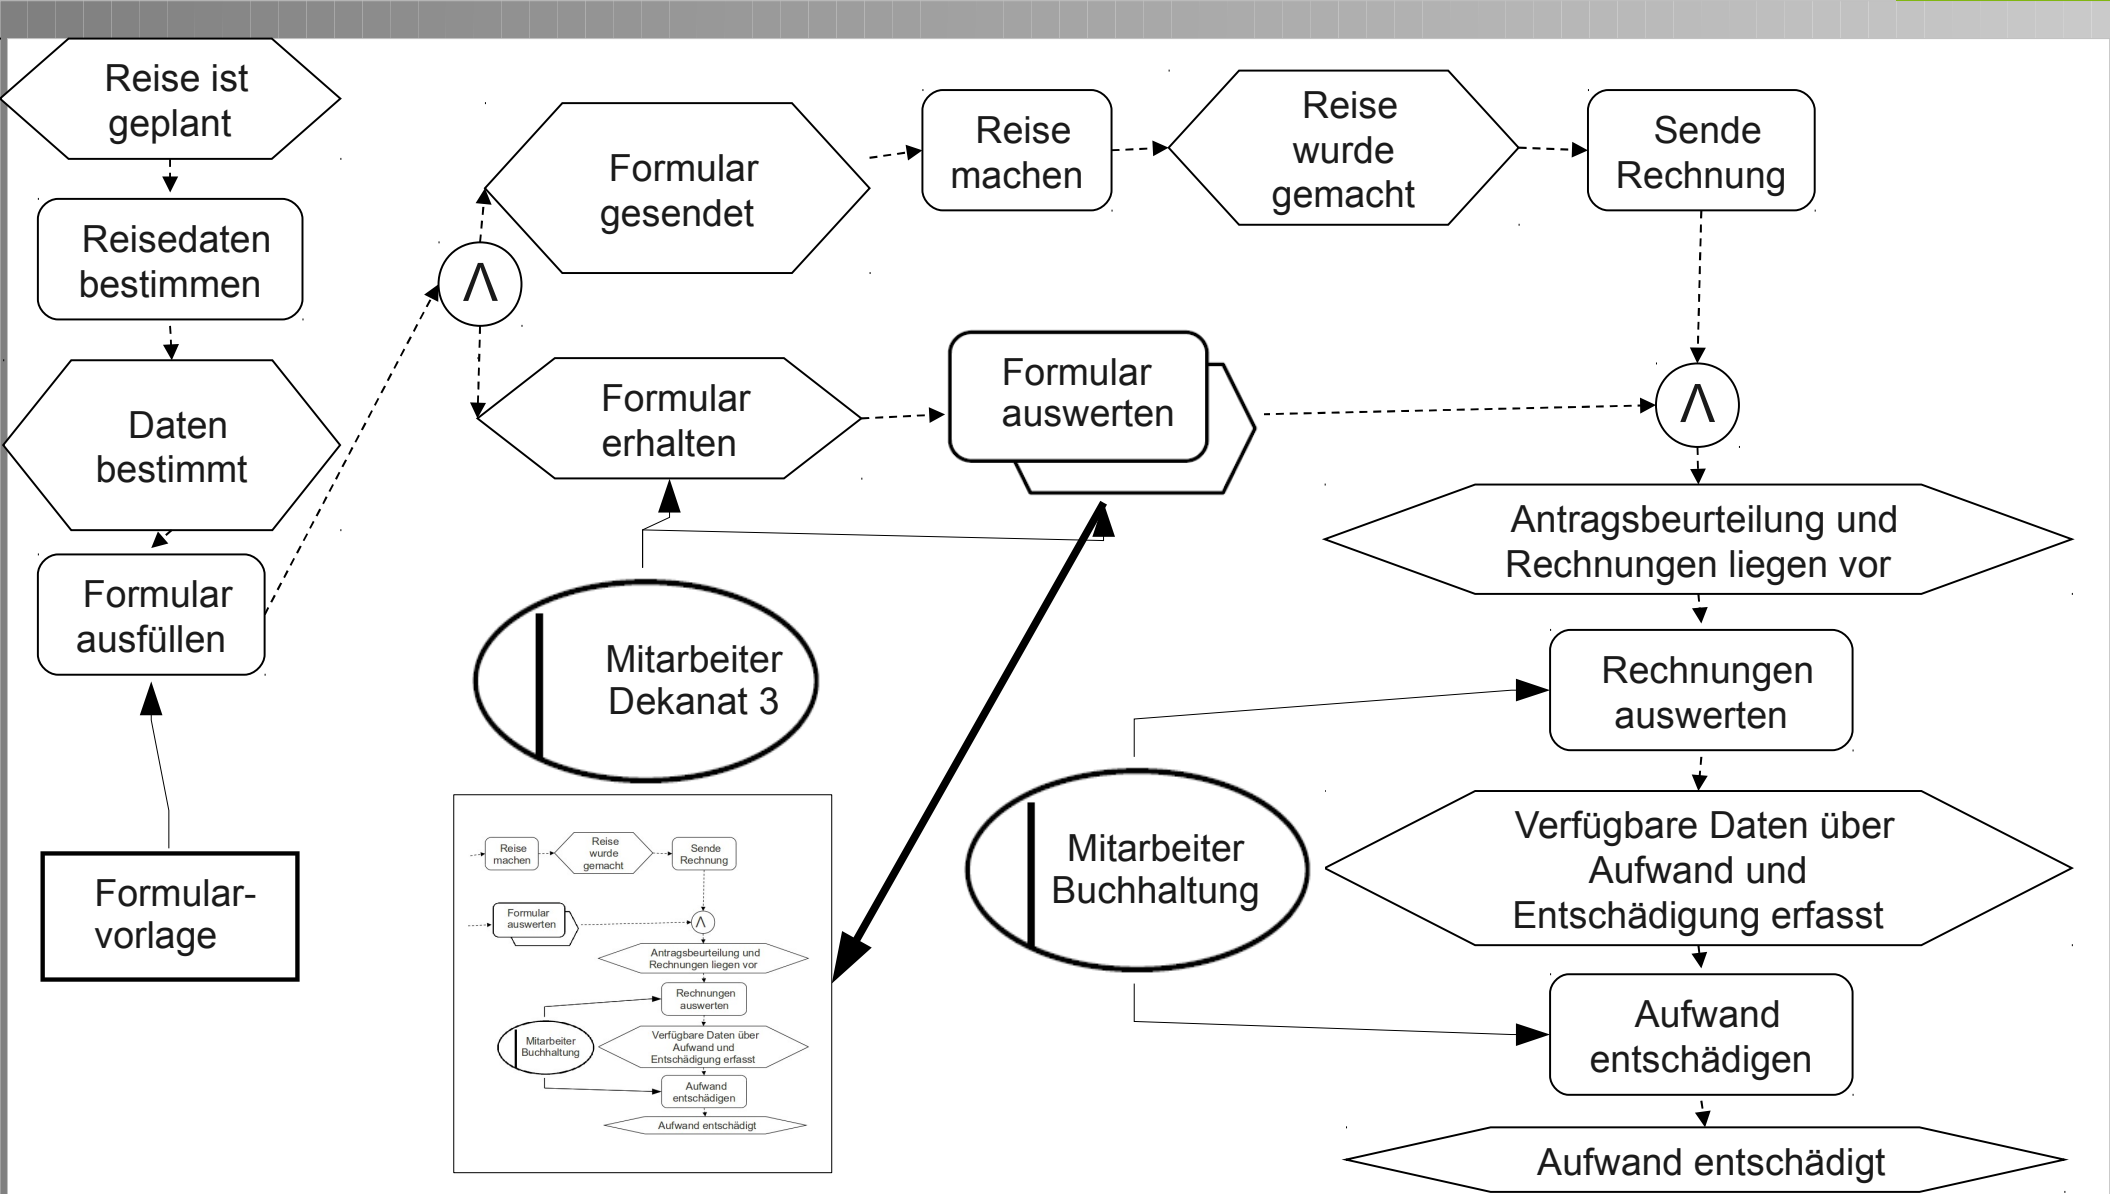 Reise ist
geplant
Reisedaten
bestimmen
Daten
bestimmt
Formular
ausfüllen
Formular-
vorlage
Λ
Formular
gesendet
Reise
machen
Reise
wurde
gemacht
Sende
Rechnung
Formular
erhalten
Formular
auswerten
Λ
Mitarbeiter
Dekanat 3
Antragsbeurteilung und
Rechnungen liegen vor
Rechnungen
auswerten
Mitarbeiter
Buchhaltung
Verfügbare Daten über
Aufwand und
Entschädigung erfasst
Aufwand
entschädigen
Aufwand entschädigt
Reise
machen
Reise
wurde
gemacht
Sende
Rechnung
Formular
auswerten
Λ
Antragsbeurteilung und
Rechnungen liegen vor
Rechnungen
auswerten
Mitarbeiter
Buchhaltung
Verfügbare Daten über
Aufwand und
Entschädigung erfasst
Aufwand
entschädigen
Aufwand entschädigt